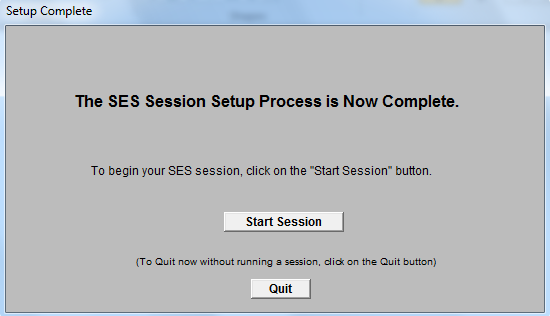 Setup Complete
The SES Session Setup Process is Now Complete.
To begin your SES session, click on the "Start Session" button.
Start Session
(To Quit now without running a session, click on the Quit button)
Quit